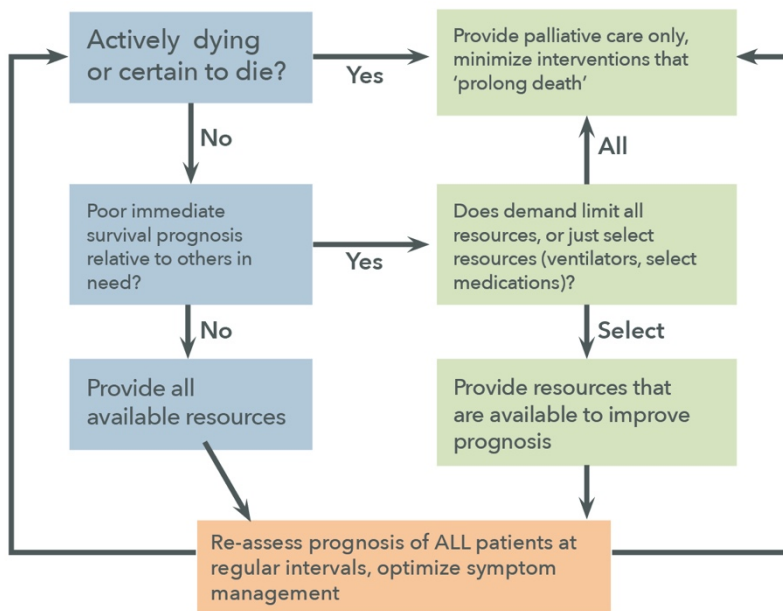 Actively dying
or certain to die?
Yes
Provide palliative care only,
minimize interventions that
‘prolong death’
No
All
Poor immediate
survival prognosis
relative to others in
need?
Yes
Does demand limit all
resources, or just select
resources (ventilators, select
medications)?
No
Select
Provide all
available resources
Provide resources that
are available to improve
prognosis
Re-assess prognosis of ALL patients at
regular intervals, optimize symptom
management